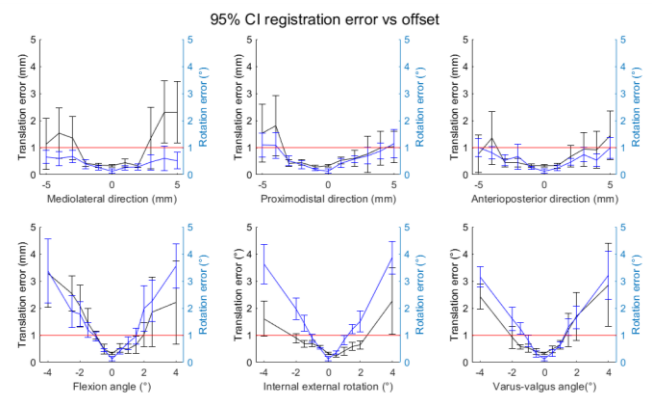 95% CI registration error vs offset
5 4 3 2 1 0
Translation error (mm)
-5 0 5
Mediolateral direction (mm)
5 4 3 2 1 0
Rotation error (°)
5 4 3 2 1 0
Translation error (mm)
-5 0 5
Proximodistal direction (mm)
5 4 3 2 1 0
Rotation error (°)
5 4 3 2 1 0
Translation error (mm)
-5 0 5
Anterioposterior direction (mm)
5 4 3 2 1 0
Rotation error (°)
5 4 3 2 1 0
Translation error (mm)
-4 -2 0 2 4
Flexion angle (°)
5 4 3 2 1 0
Rotation error (°)
5 4 3 2 1 0
Translation error (mm)
-4 -2 0 2 4
Internal external rotation (°)
5 4 3 2 1 0
Rotation error (°)
5 4 3 2 1 0
Translation error (mm)
-4 -2 0 2 4
Varus-valgus angle(°)
5 4 3 2 1 0
Rotation error (°)